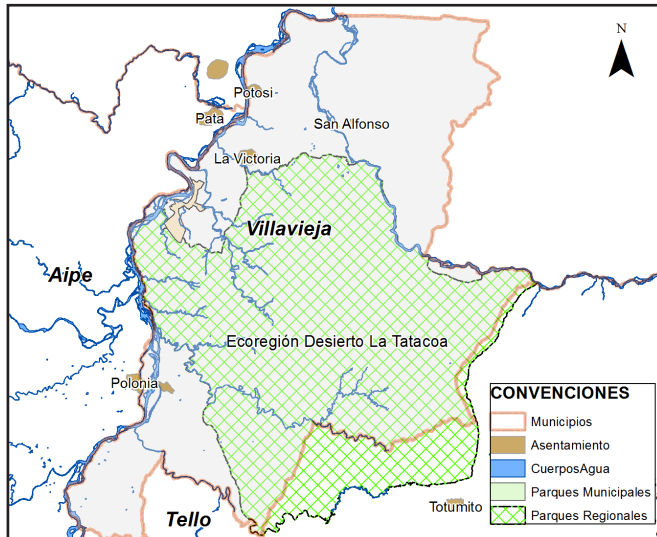 N
Potosi
Pata
San Alfonso
La Victoria
Villavieja
Aipe
Ecoregión Desierto La Tatacoa
Polonia
CONVENCIONES
Municipios
Asentamiento
CuerposAgua
Parques Municipales
Parques Regionales
Totumito
Tello